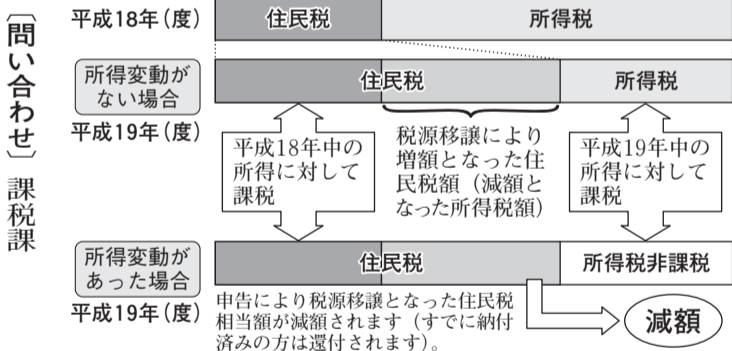 〔問い合わせ〕課税課
平成18年（度）
住民税
所得税
所得変動が
ない場合
平成19年（度）
住民税
所得税
平成18年中の
所得に対して
課税
税源移譲により
増額となった住
民税額（減額と
なった所得税額）
平成19年中の
所得に対して
課税
所得変動が
あった場合
平成19年（度）
住民税
所得税非課税
申告により税源移譲となった住民税
相当額が減額されます（すでに納付
済みの方は還付されます）。
減額